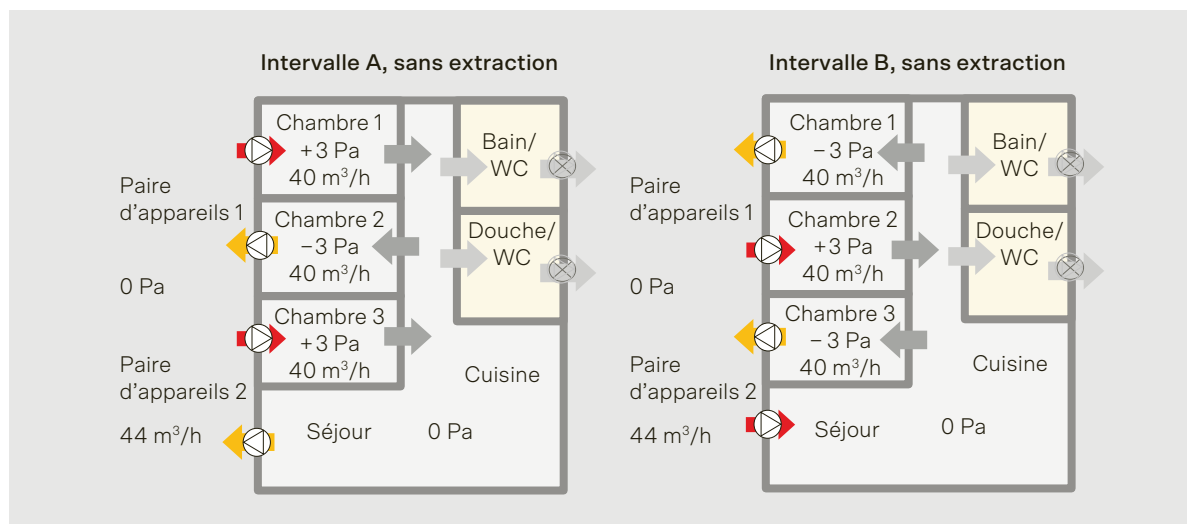 Intervalle A, sans extraction
Chambre 1
+3 Pa
40 m³/h
Bain/
WC
Paire
d'appareils 1
Chambre 2
−3 Pa
40 m³/h
Douche/
WC
0 Pa
Chambre 3
+3 Pa
40 m³/h
Paire
d'appareils 2
Cuisine
44 m³/h
Séjour
0 Pa
Intervalle B, sans extraction
Chambre 1
−3 Pa
40 m³/h
Bain/
WC
Paire
d'appareils 1
Chambre 2
+3 Pa
40 m³/h
Douche/
WC
0 Pa
Chambre 3
−3 Pa
40 m³/h
Paire
d'appareils 2
Cuisine
44 m³/h
Séjour
0 Pa